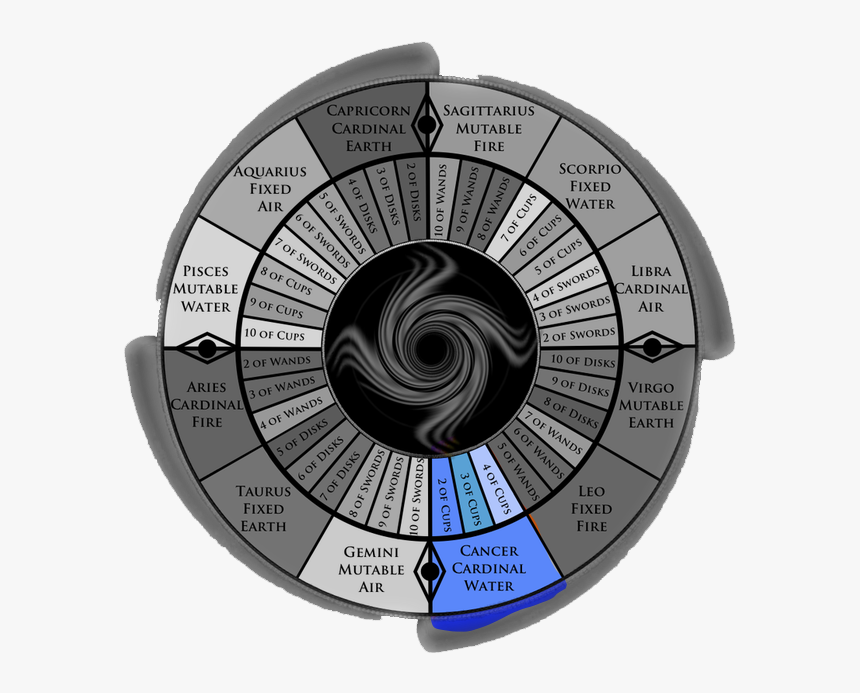 Capricorn
Cardinal
Earth
Sagittarius
Mutable
Fire
Scorpio
Fixed
Water
Libra
Cardinal
Air
Virgo
Mutable
Earth
Leo
Fixed
Fire
Cancer
Cardinal
Water
Gemini
Mutable
Air
Taurus
Fixed
Earth
Aries
Cardinal
Fire
Pisces
Mutable
Water
Aquarius
Fixed
Air
10 of Wands
9 of Wands
8 of Wands
7 of Cups
6 of Cups
5 of Cups
4 of Swords
3 of Swords
2 of Swords
10 of Disks
9 of Disks
8 of Disks
7 of Wands
6 of Wands
5 of Wands
4 of Cups
3 of Cups
2 of Cups
10 of Swords
9 of Swords
8 of Swords
7 of Disks
6 of Disks
5 of Disks
4 of Wands
3 of Wands
2 of Wands
10 of Cups
9 of Cups
8 of Cups
7 of Swords
6 of Swords
5 of Swords
4 of Disks
3 of Disks
2 of Disks